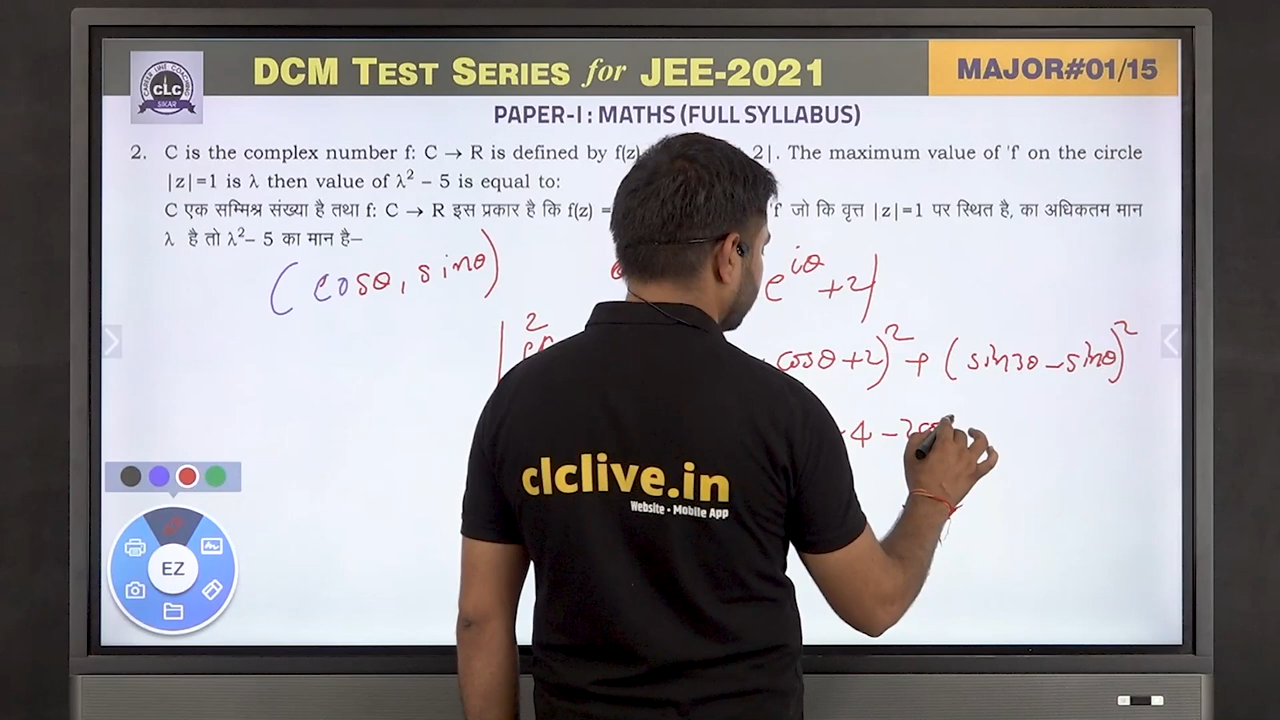 DCM TEST SERIES for JEE-2021
MAJOR#01/15
CAREER LINE COACHING
CLC
SIKAR
PAPER-I : MATHS (FULL SYLLABUS)
2. C is the complex number f: C → R is defined by f(z) 2|. The maximum value of 'f on the circle
|z|=1 is λ then value of λ² – 5 is equal to:
C एक सम्मिश्र संख्या है तथा f: C → R इस प्रकार है कि f(z) = 'f जो कि वृत्त |z|=1 पर स्थित है, का अधिकतम मान
λ है तो λ²– 5 का मान है–
(cosθ, sinθ) e^{iθ} +2|
cosθ+2)² + (sin3θ – sinθ)²
4 –
EZ
clclive.in
Website • Mobile App